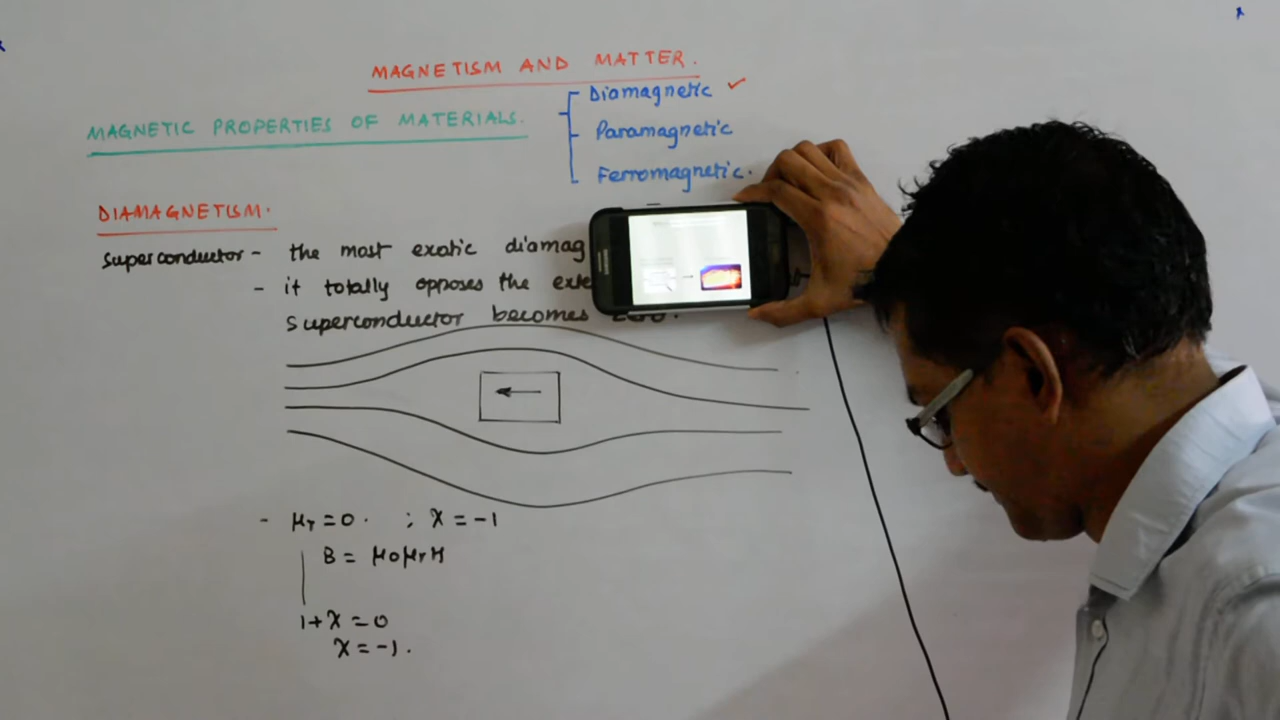 MAGNETISM AND MATTER.
MAGNETIC PROPERTIES OF MATERIALS.
Diamagnetic ✓
Paramagnetic
Ferromagnetic.
DIAMAGNETISM.
Superconductor - the most exotic diamag
- it totally opposes the exte
superconductor becomes zero.
- μr = 0. ; χ = -1
B = μ0μrH
1+χ = 0
χ = -1.